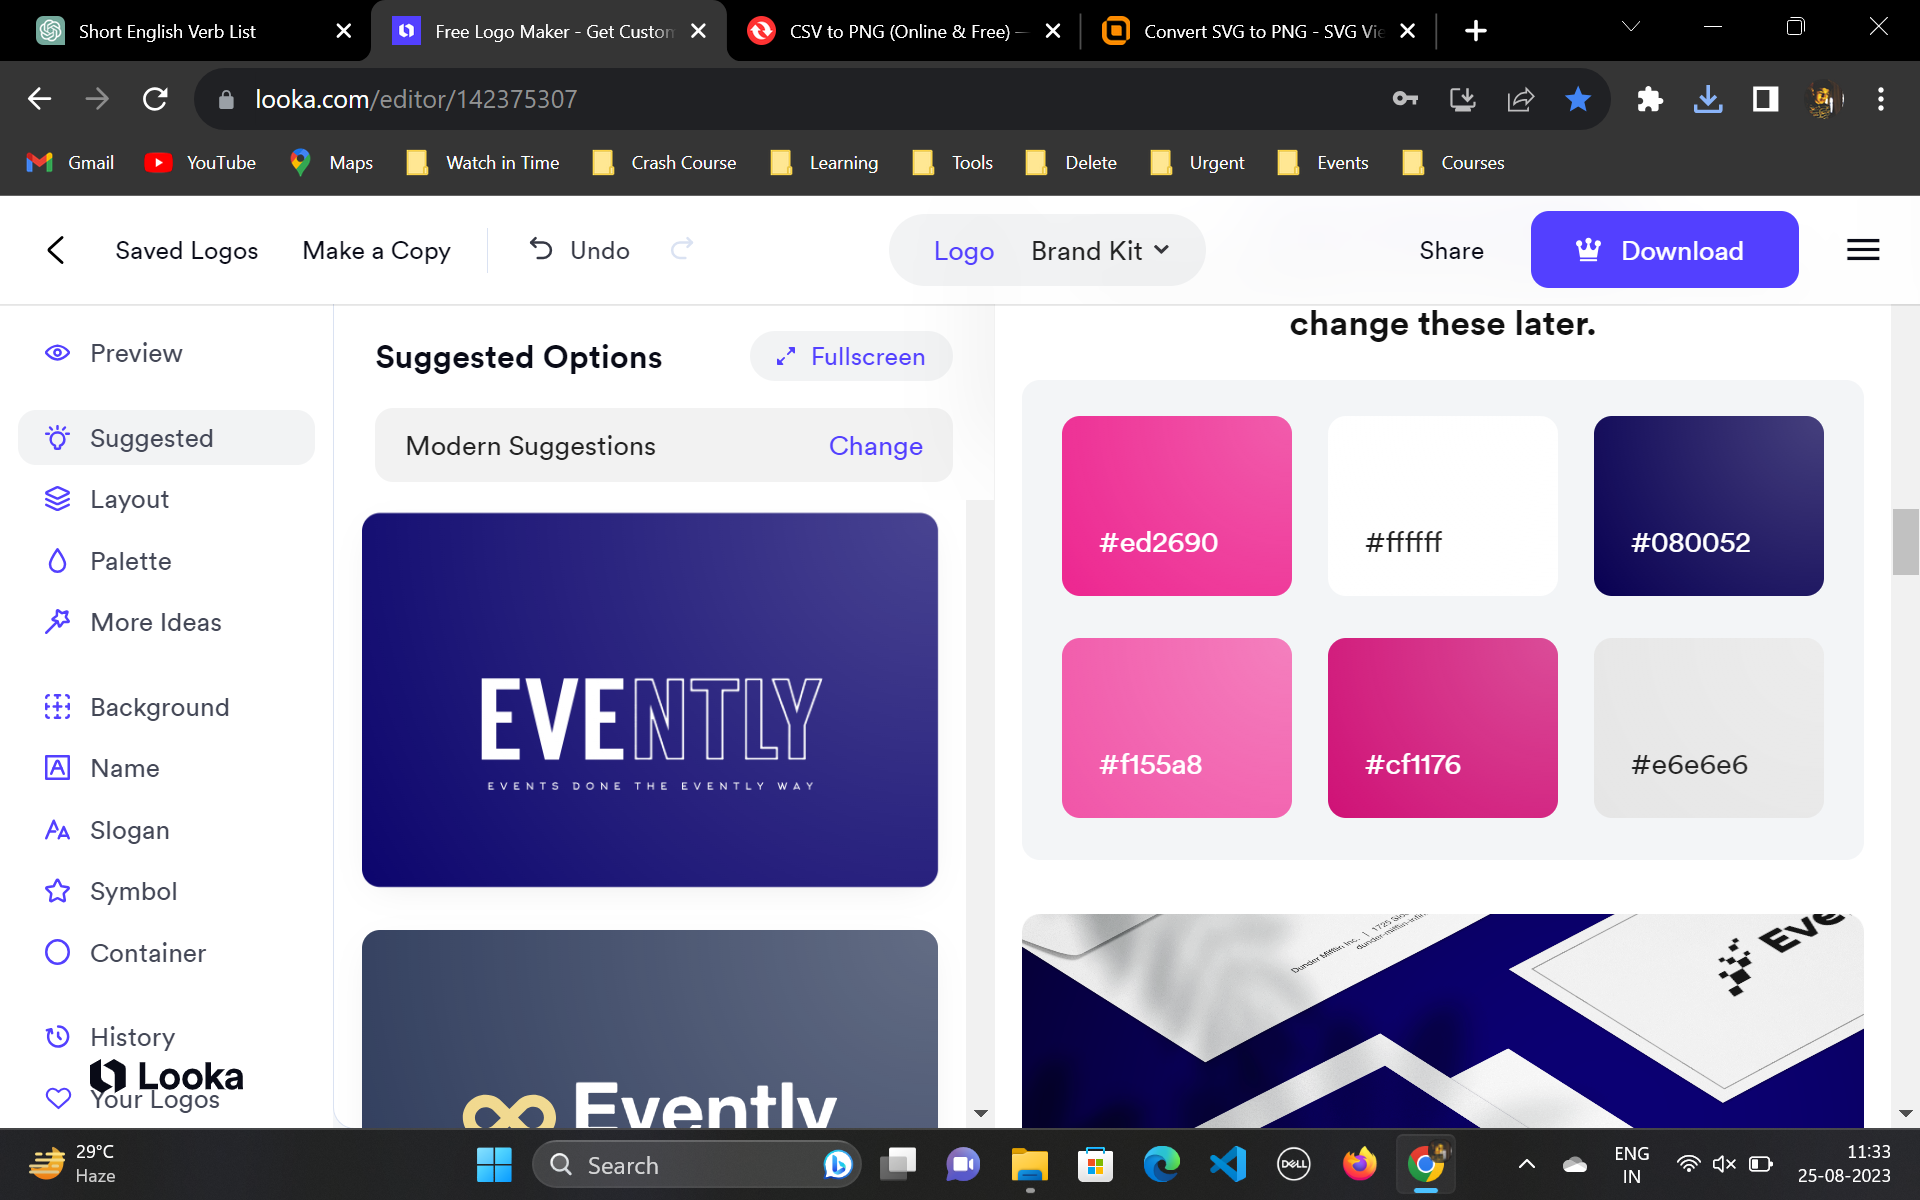 Short English Verb List
Free Logo Maker - Get Custom
CSV to PNG (Online & Free) —
Convert SVG to PNG - SVG Vie
looka.com/editor/142375307
Gmail
YouTube
Maps
Watch in Time
Crash Course
Learning
Tools
Delete
Urgent
Events
Courses
Saved Logos
Make a Copy
Undo
Logo
Brand Kit
Share
Download
Preview
Suggested
Layout
Palette
More Ideas
Background
Name
Slogan
Symbol
Container
History
Looka
Your Logos
Suggested Options
Fullscreen
Modern Suggestions
Change
EVENTLY
EVENTS DONE THE EVENTLY WAY
Evently
change these later.
#ed2690
#ffffff
#080052
#f155a8
#cf1176
#e6e6e6
Dunder Mifflin Inc. | 1725 Slo
dunder-mifflin-infi
Eve
29°C
Haze
Search
DELL
ENG
IN
11:33
25-08-2023